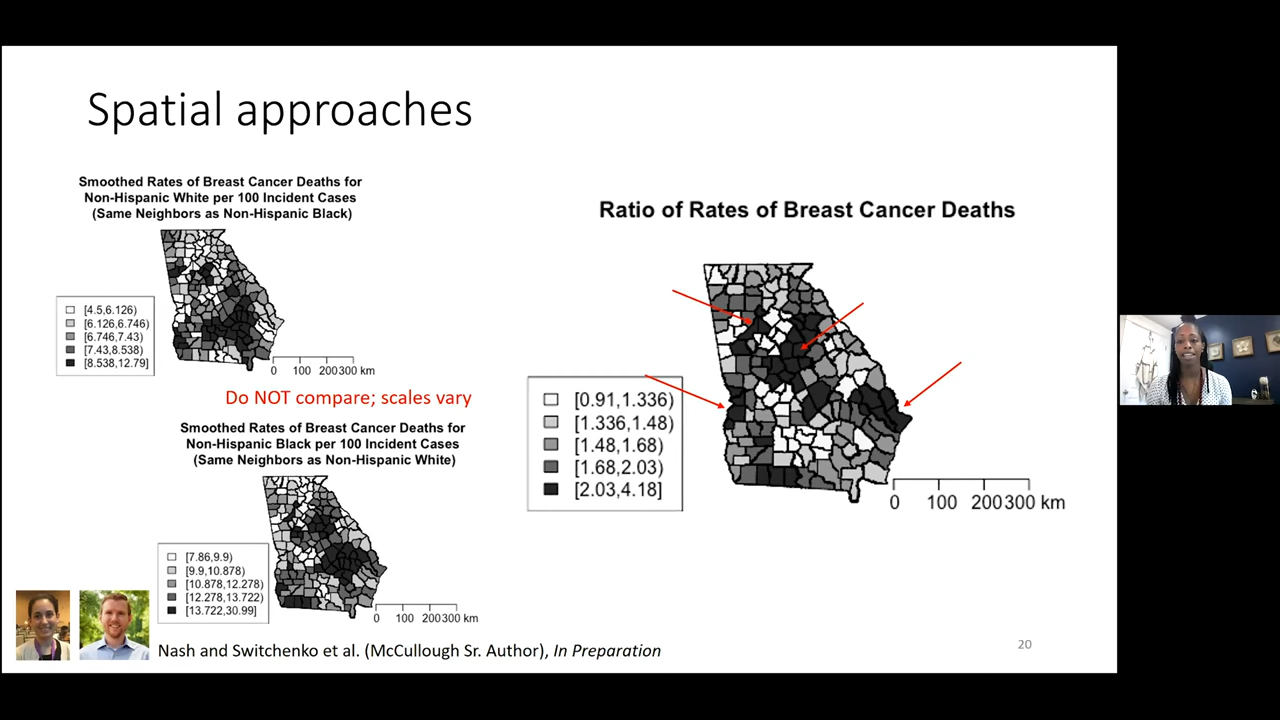 Spatial approaches
Smoothed Rates of Breast Cancer Deaths for
Non-Hispanic White per 100 Incident Cases
(Same Neighbors as Non-Hispanic Black)
[4.5,6.126)
[6.126,6.746)
[6.746,7.43)
[7.43,8.538)
[8.538,12.79]
0 100 200 300 km
Do NOT compare; scales vary
Smoothed Rates of Breast Cancer Deaths for
Non-Hispanic Black per 100 Incident Cases
(Same Neighbors as Non-Hispanic White)
[7.86,9.9)
[9.9,10.878)
[10.878,12.278)
[12.278,13.722)
[13.722,30.99]
0 100 200 300 km
Ratio of Rates of Breast Cancer Deaths
[0.91,1.336)
[1.336,1.48)
[1.48,1.68)
[1.68,2.03)
[2.03,4.18]
0 100 200 300 km
Nash and Switchenko et al. (McCullough Sr. Author), In Preparation
20